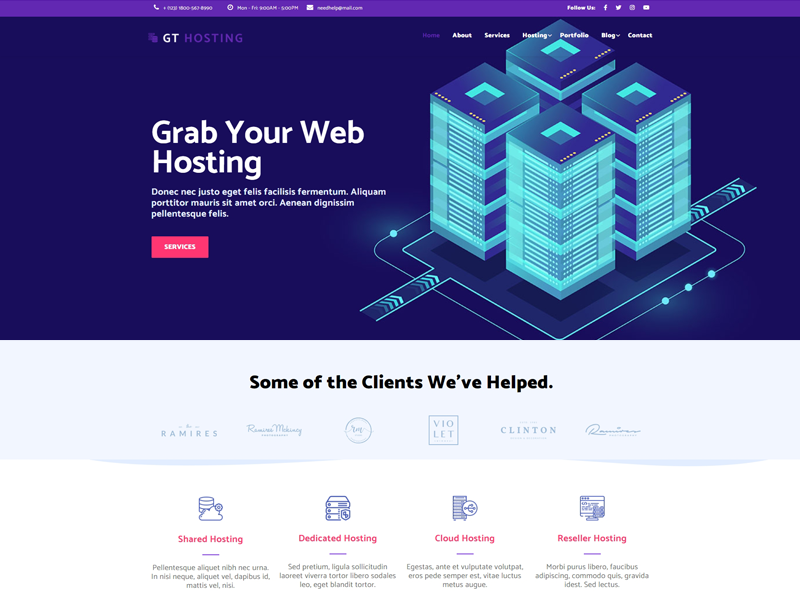 + (123) 1800-567-8990 Mon - Fri: 9:00AM - 5:00PM needhelp@mail.com Follow Us:
GT HOSTING
Home About Services Hosting Portfolio Blog Contact
Grab Your Web
Hosting
Donec nec justo eget felis facilisis fermentum. Aliquam
porttitor mauris sit amet orci. Aenean dignissim
pellentesque felis.
SERVICES
Some of the Clients We've Helped.
RAMIRES
rm
VIO
LET
CLINTON
Ramires
Shared Hosting
Dedicated Hosting
Cloud Hosting
Reseller Hosting
Pellentesque aliquet nibh nec urna.
In nisi neque, aliquet vel, dapibus id,
mattis vel, nisi.
Sed pretium, ligula sollicitudin
laoreet viverra tortor libero sodales
leo, eget blandit tortor.
Egestas, ante et vulputate volutpat,
eros pede semper est, vitae luctus
metus augue.
Morbi purus libero, faucibus
adipiscing, commodo quis, gravida
idest. Sed lectus.